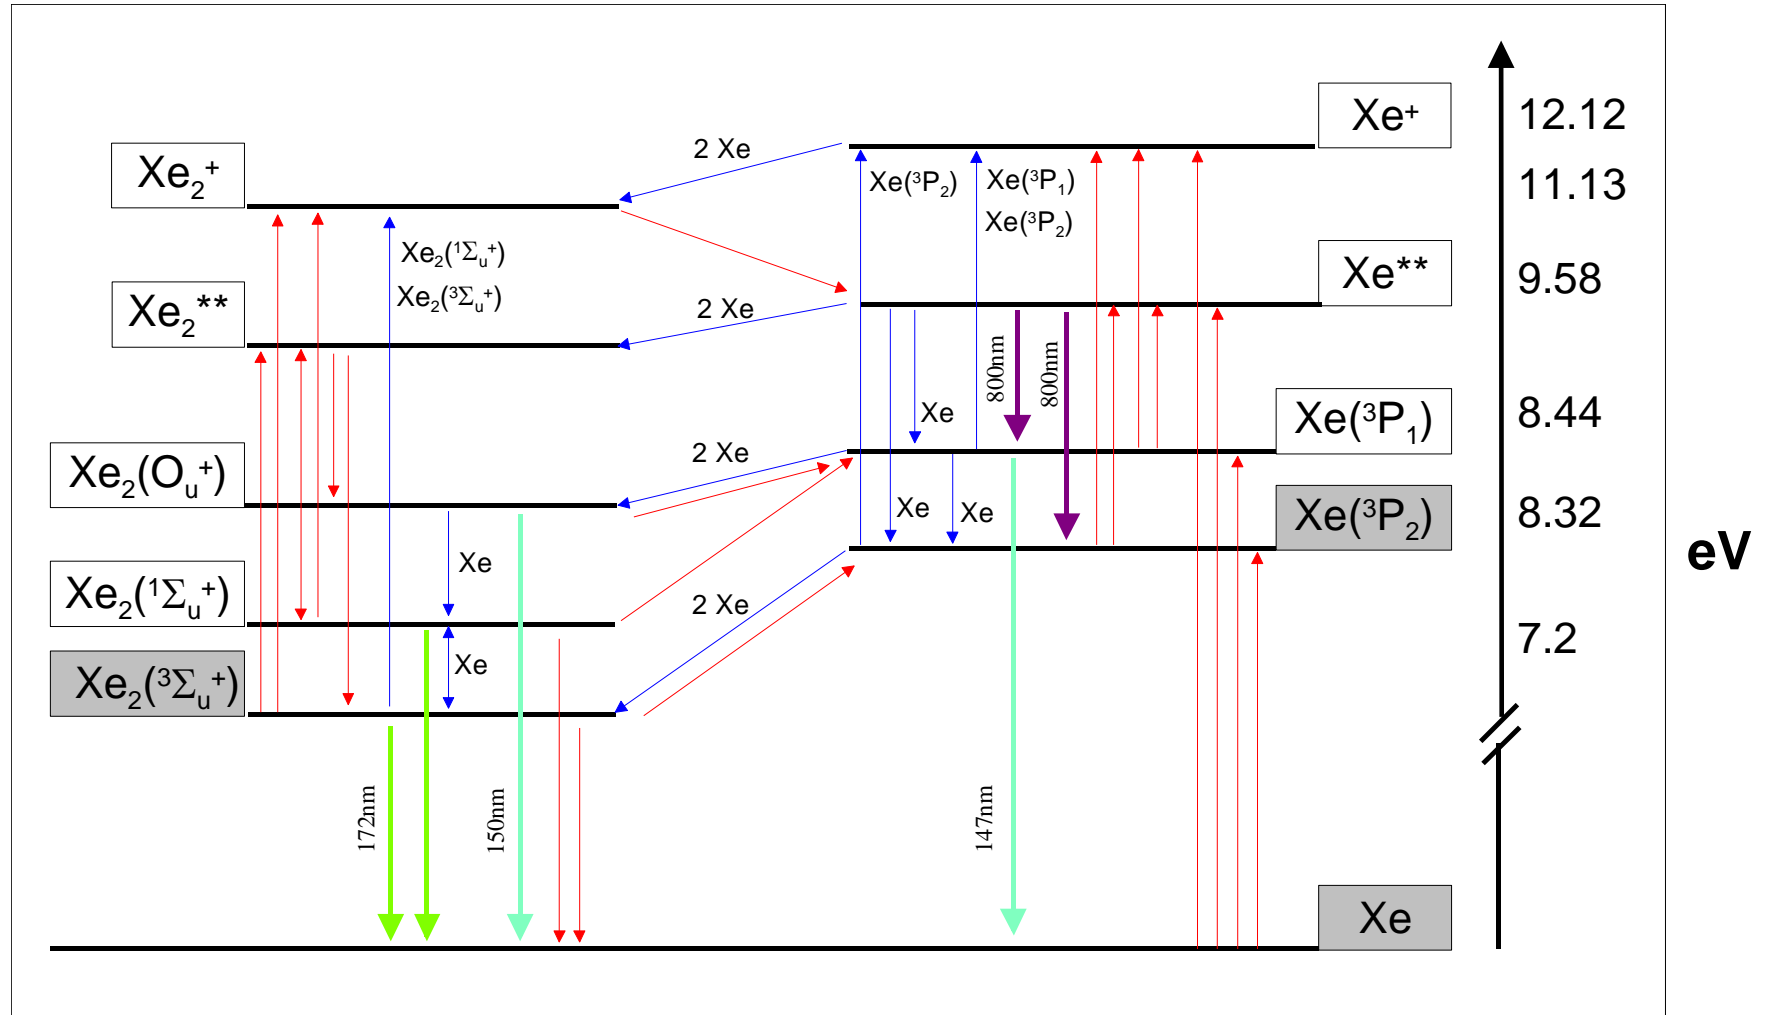 Xe⁺
12.12
2 Xe
Xe₂⁺
Xe(³P₂)
Xe(³P₁)
11.13
Xe(³P₂)
Xe₂(¹Σᵤ⁺)
Xe**
9.58
Xe₂(³Σᵤ⁺)
Xe₂**
2 Xe
800nm
800nm
Xe
Xe(³P₁)
8.44
Xe₂(Oᵤ⁺)
2 Xe
Xe
Xe
Xe(³P₂)
8.32
eV
Xe
Xe₂(¹Σᵤ⁺)
2 Xe
7.2
Xe
Xe₂(³Σᵤ⁺)
172nm
150nm
147nm
Xe